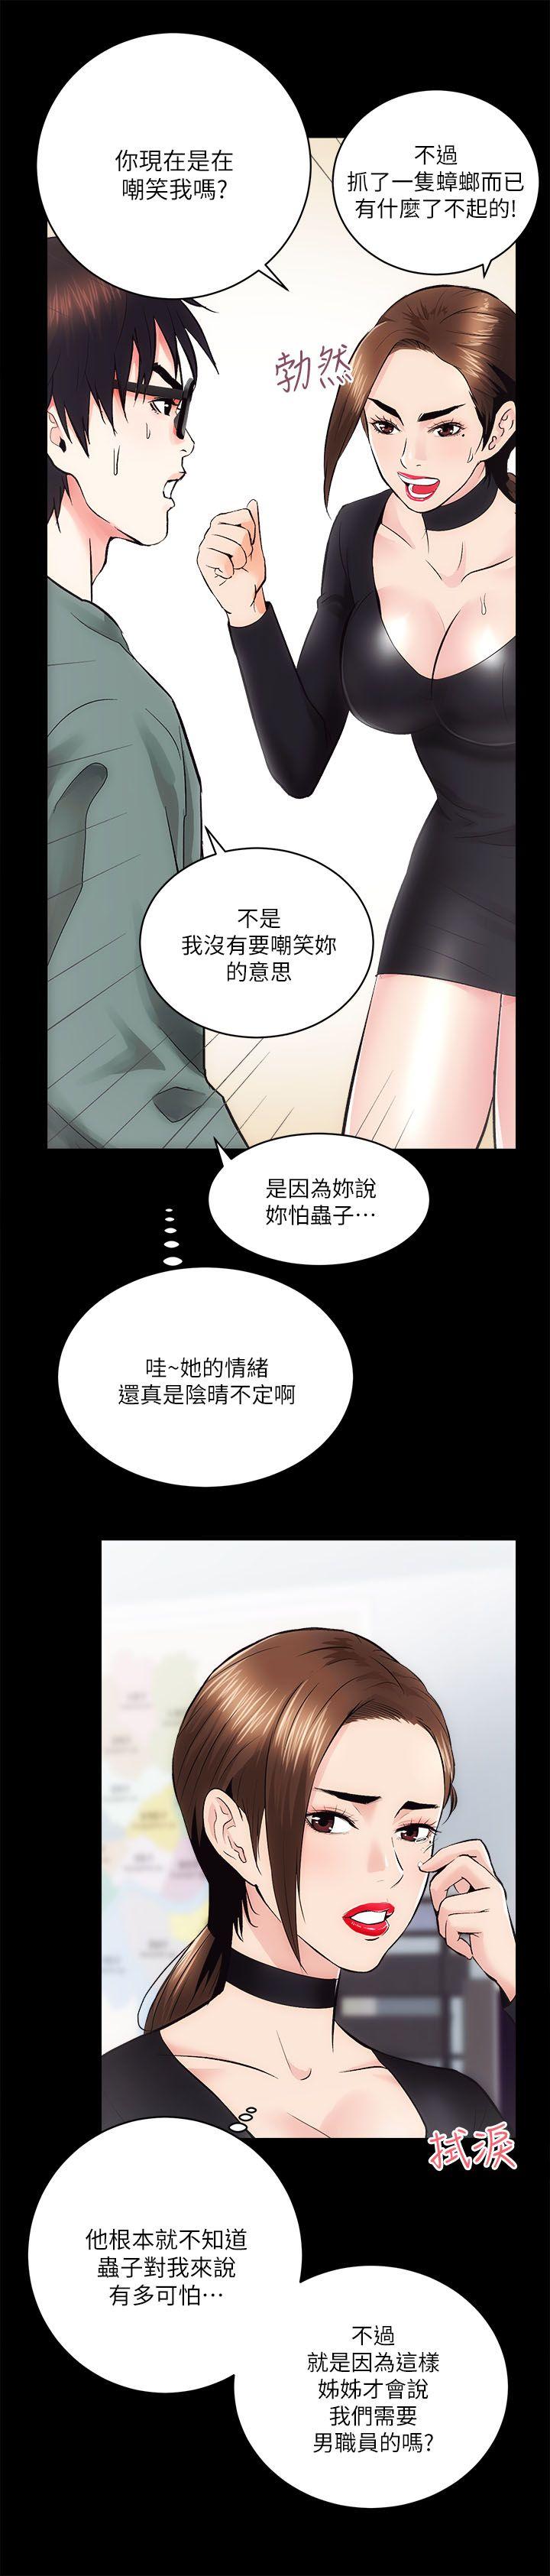 你現在是在
嘲笑我嗎?
不過
抓了一隻蟑螂而已
有什麼了不起的!
勃然
不是
我沒有要嘲笑妳
的意思
是因為妳說
妳怕蟲子…
哇~她的情緒
還真是陰晴不定啊
拭淚
他根本就不知道
蟲子對我來說
有多可怕…
不過
就是因為這樣
姊姊才會說
我們需要
男職員的嗎?